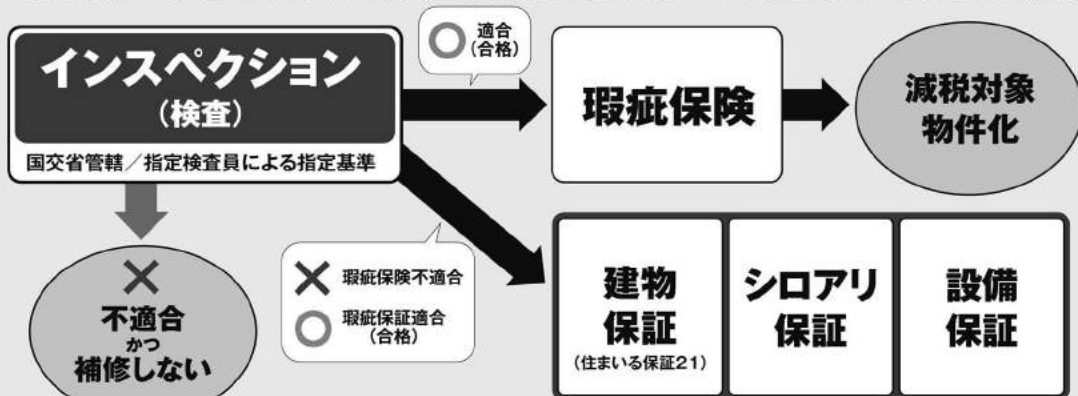 インスペクション
（検査）
国交省管轄／指定検査員による指定基準
適合
（合格）
瑕疵保険
減税対象
物件化
不適合
かつ
補修しない
瑕疵保険不適合
瑕疵保証適合
（合格）
建物
保証
（住まいる保証21）
シロアリ
保証
設備
保証